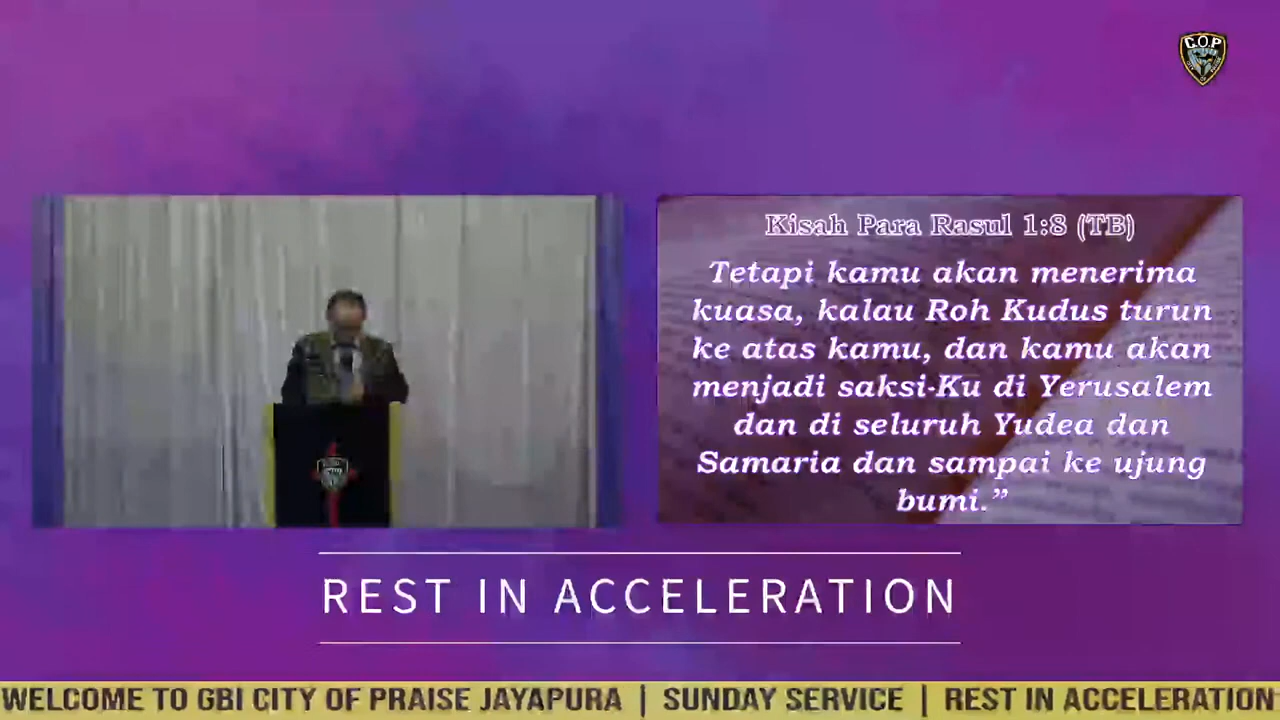 C.O.P
Kisah Para Rasul 1:8 (TB)
Tetapi kamu akan menerima
kuasa, kalau Roh Kudus turun
ke atas kamu, dan kamu akan
menjadi saksi-Ku di Yerusalem
dan di seluruh Yudea dan
Samaria dan sampai ke ujung
bumi.”
REST IN ACCELERATION
WELCOME TO GBI CITY OF PRAISE JAYAPURA | SUNDAY SERVICE | REST IN ACCELERATION